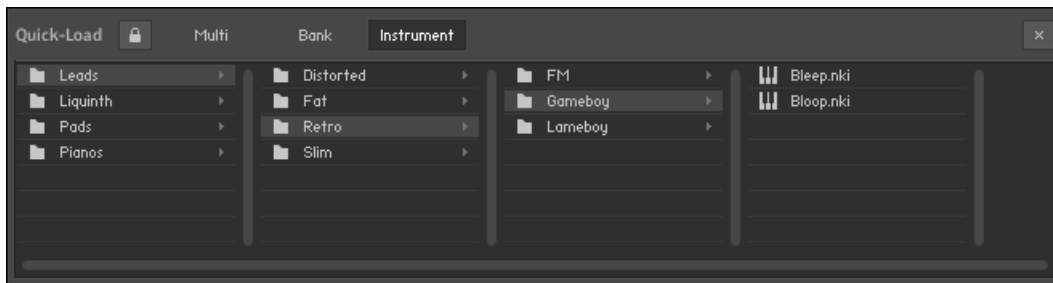 Quick-Load Multi Bank Instrument
Leads Distorted FM Bleep.nki
Liquinth Fat Gameboy Bloop.nki
Pads Retro Lameboy
Pianos Slim